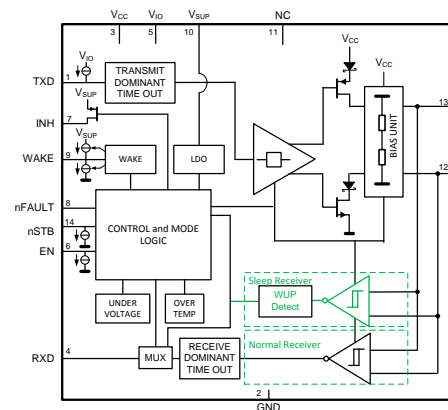 VCC VIO VSUP NC
3 5 10 11
VIO
TXD 1
TRANSMIT
DOMINANT
TIME OUT
VCC
VCC
VSUP
INH 7
13
VSUP
WAKE 9
WAKE
LDO
BIAS UNIT
12
VCC
nFAULT 8
nSTB 14
EN 6
CONTROL and MODE
LOGIC
UNDER
VOLTAGE
OVER
TEMP
Sleep Receiver
WUP
Detect
Normal Receiver
RXD 4
MUX
RECEIVE DOMINANT
TIME OUT
2
GND